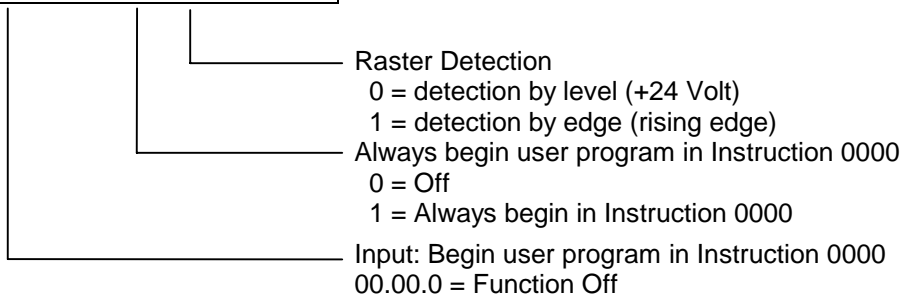 Raster Detection
0 = detection by level (+24 Volt)
1 = detection by edge (rising edge)
Always begin user program in Instruction 0000
0 = Off
1 = Always begin in Instruction 0000
Input: Begin user program in Instruction 0000
00.00.0 = Function Off